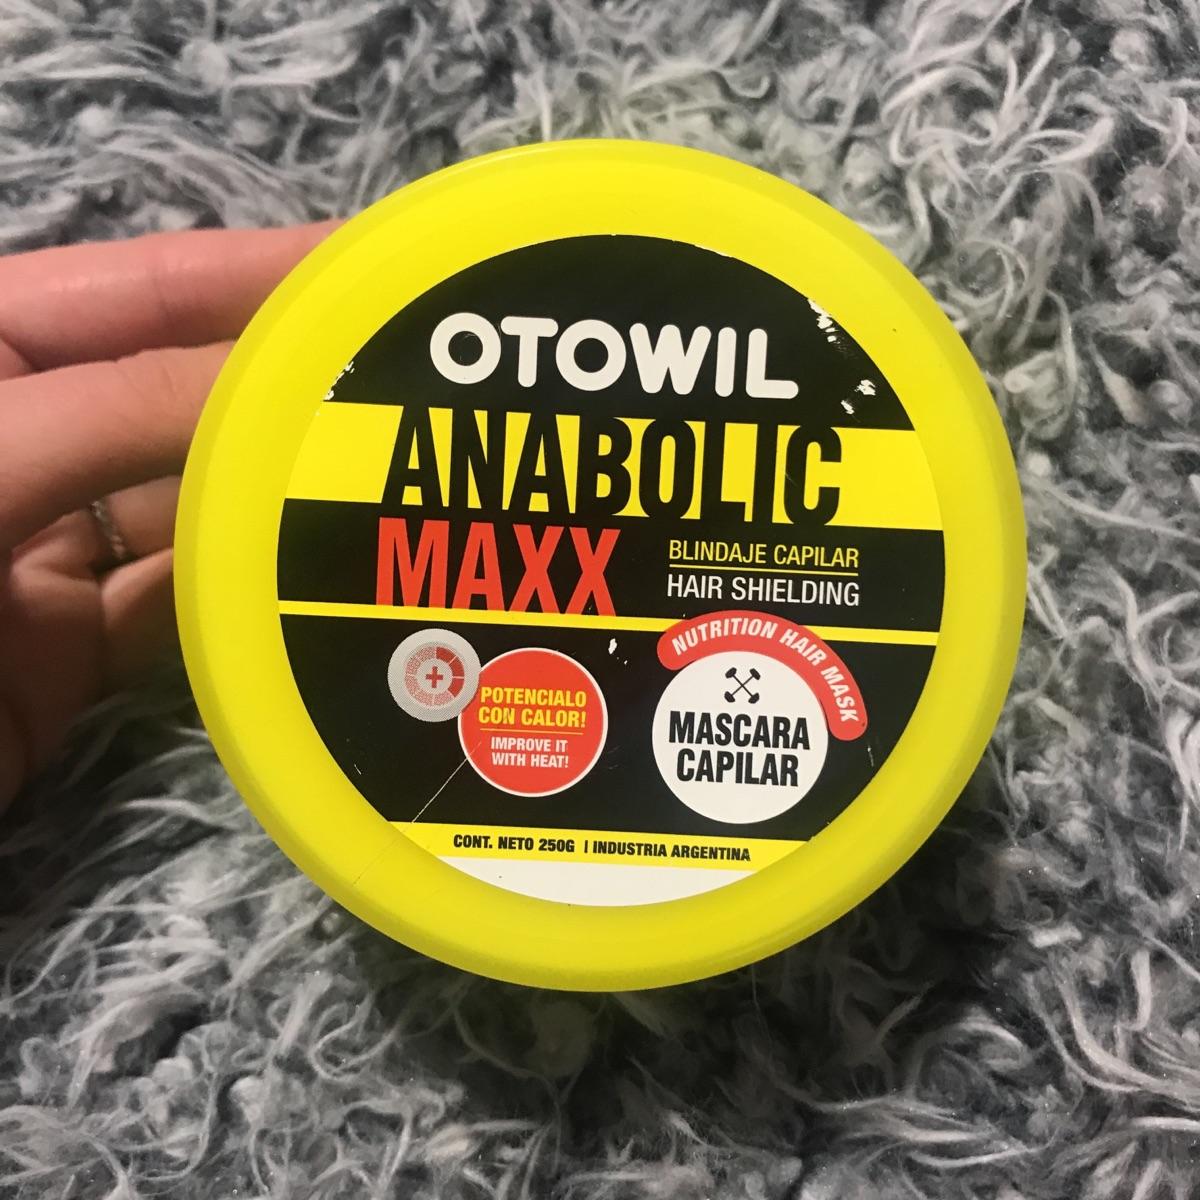 OTOWIL
ANABOLIC
MAXX
BLINDAJE CAPILAR
HAIR SHIELDING
POTENCIALO
CON CALOR!
IMPROVE IT
WITH HEAT!
NUTRITION HAIR MASK
MASCARA
CAPILAR
CONT. NETO 250G | INDUSTRIA ARGENTINA